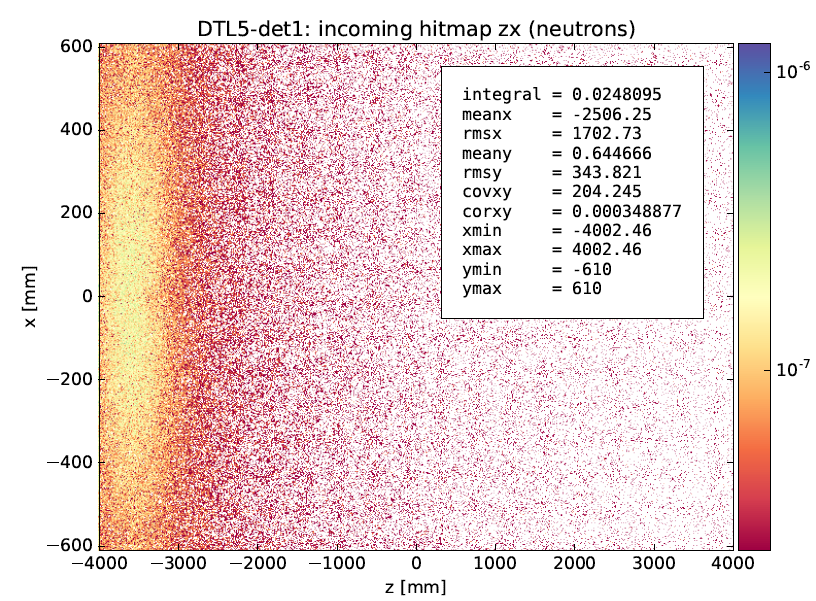 DTL5-det1: incoming hitmap zx (neutrons)
600
400
200
0
−200
−400
−600
x [mm]
integral = 0.0248095
meanx = -2506.25
rmsx = 1702.73
meany = 0.644666
rmsy = 343.821
covxy = 204.245
corxy = 0.000348877
xmin = -4002.46
xmax = 4002.46
ymin = -610
ymax = 610
10⁻⁶
10⁻⁷
−4000 −3000 −2000 −1000 0 1000 2000 3000 4000
z [mm]